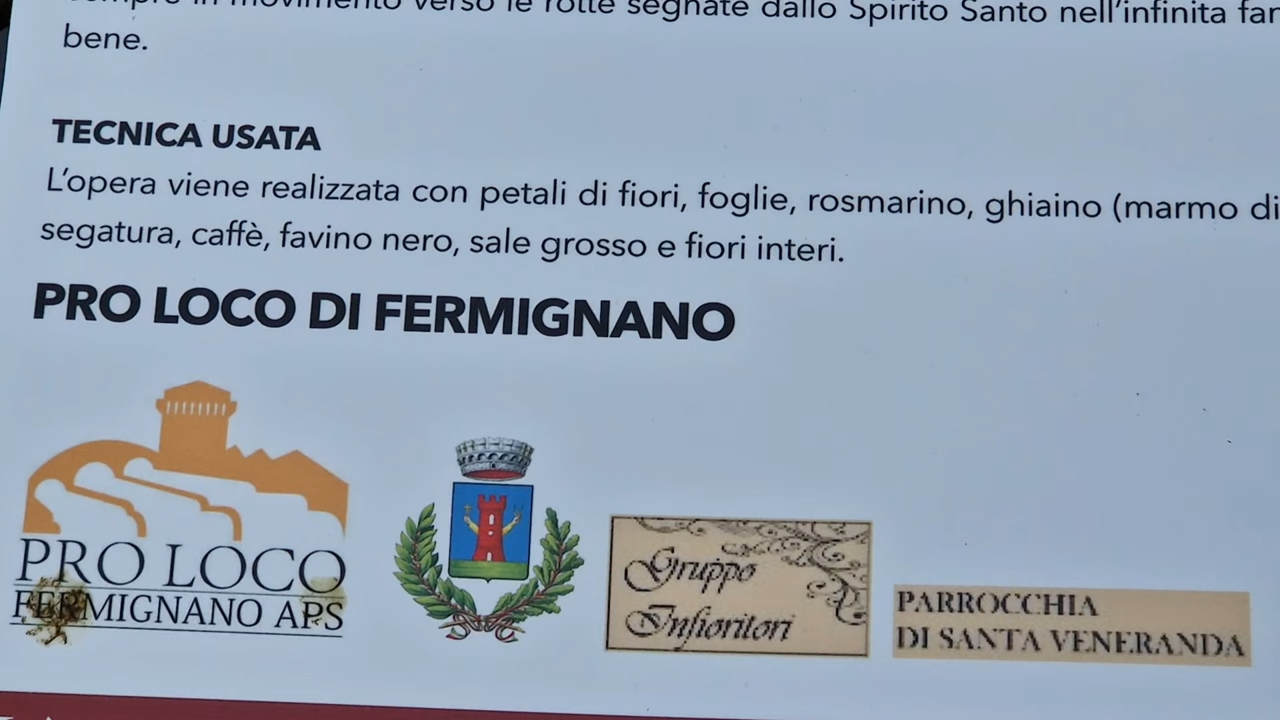 sempre in movimento verso le rotte segnate dallo Spirito Santo nell'infinita
bene.
TECNICA USATA
L'opera viene realizzata con petali di fiori, foglie, rosmarino, ghiaino (marmo di
segatura, caffè, favino nero, sale grosso e fiori interi.
PRO LOCO DI FERMIGNANO
PRO LOCO
FERMIGNANO APS
Gruppo
Infioritori
PARROCCHIA
DI SANTA VENERANDA